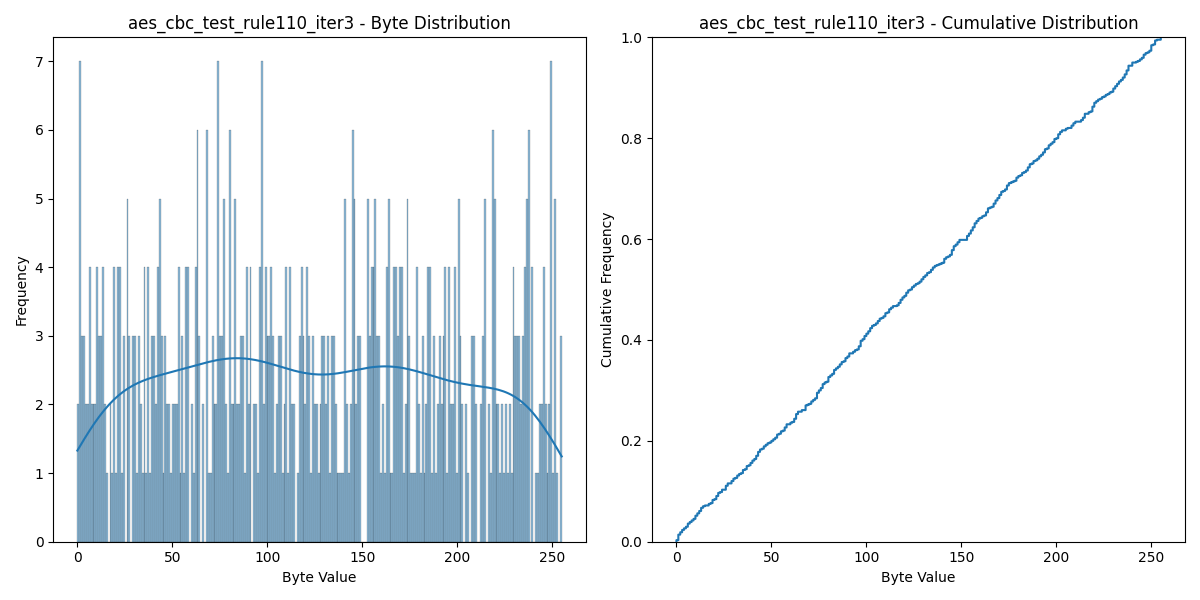 aes_cbc_test_rule110_iter3 - Byte Distribution
Frequency
7
6
5
4
3
2
1
0
0 50 100 150 200 250
Byte Value
aes_cbc_test_rule110_iter3 - Cumulative Distribution
Cumulative Frequency
1.0
0.8
0.6
0.4
0.2
0.0
0 50 100 150 200 250
Byte Value